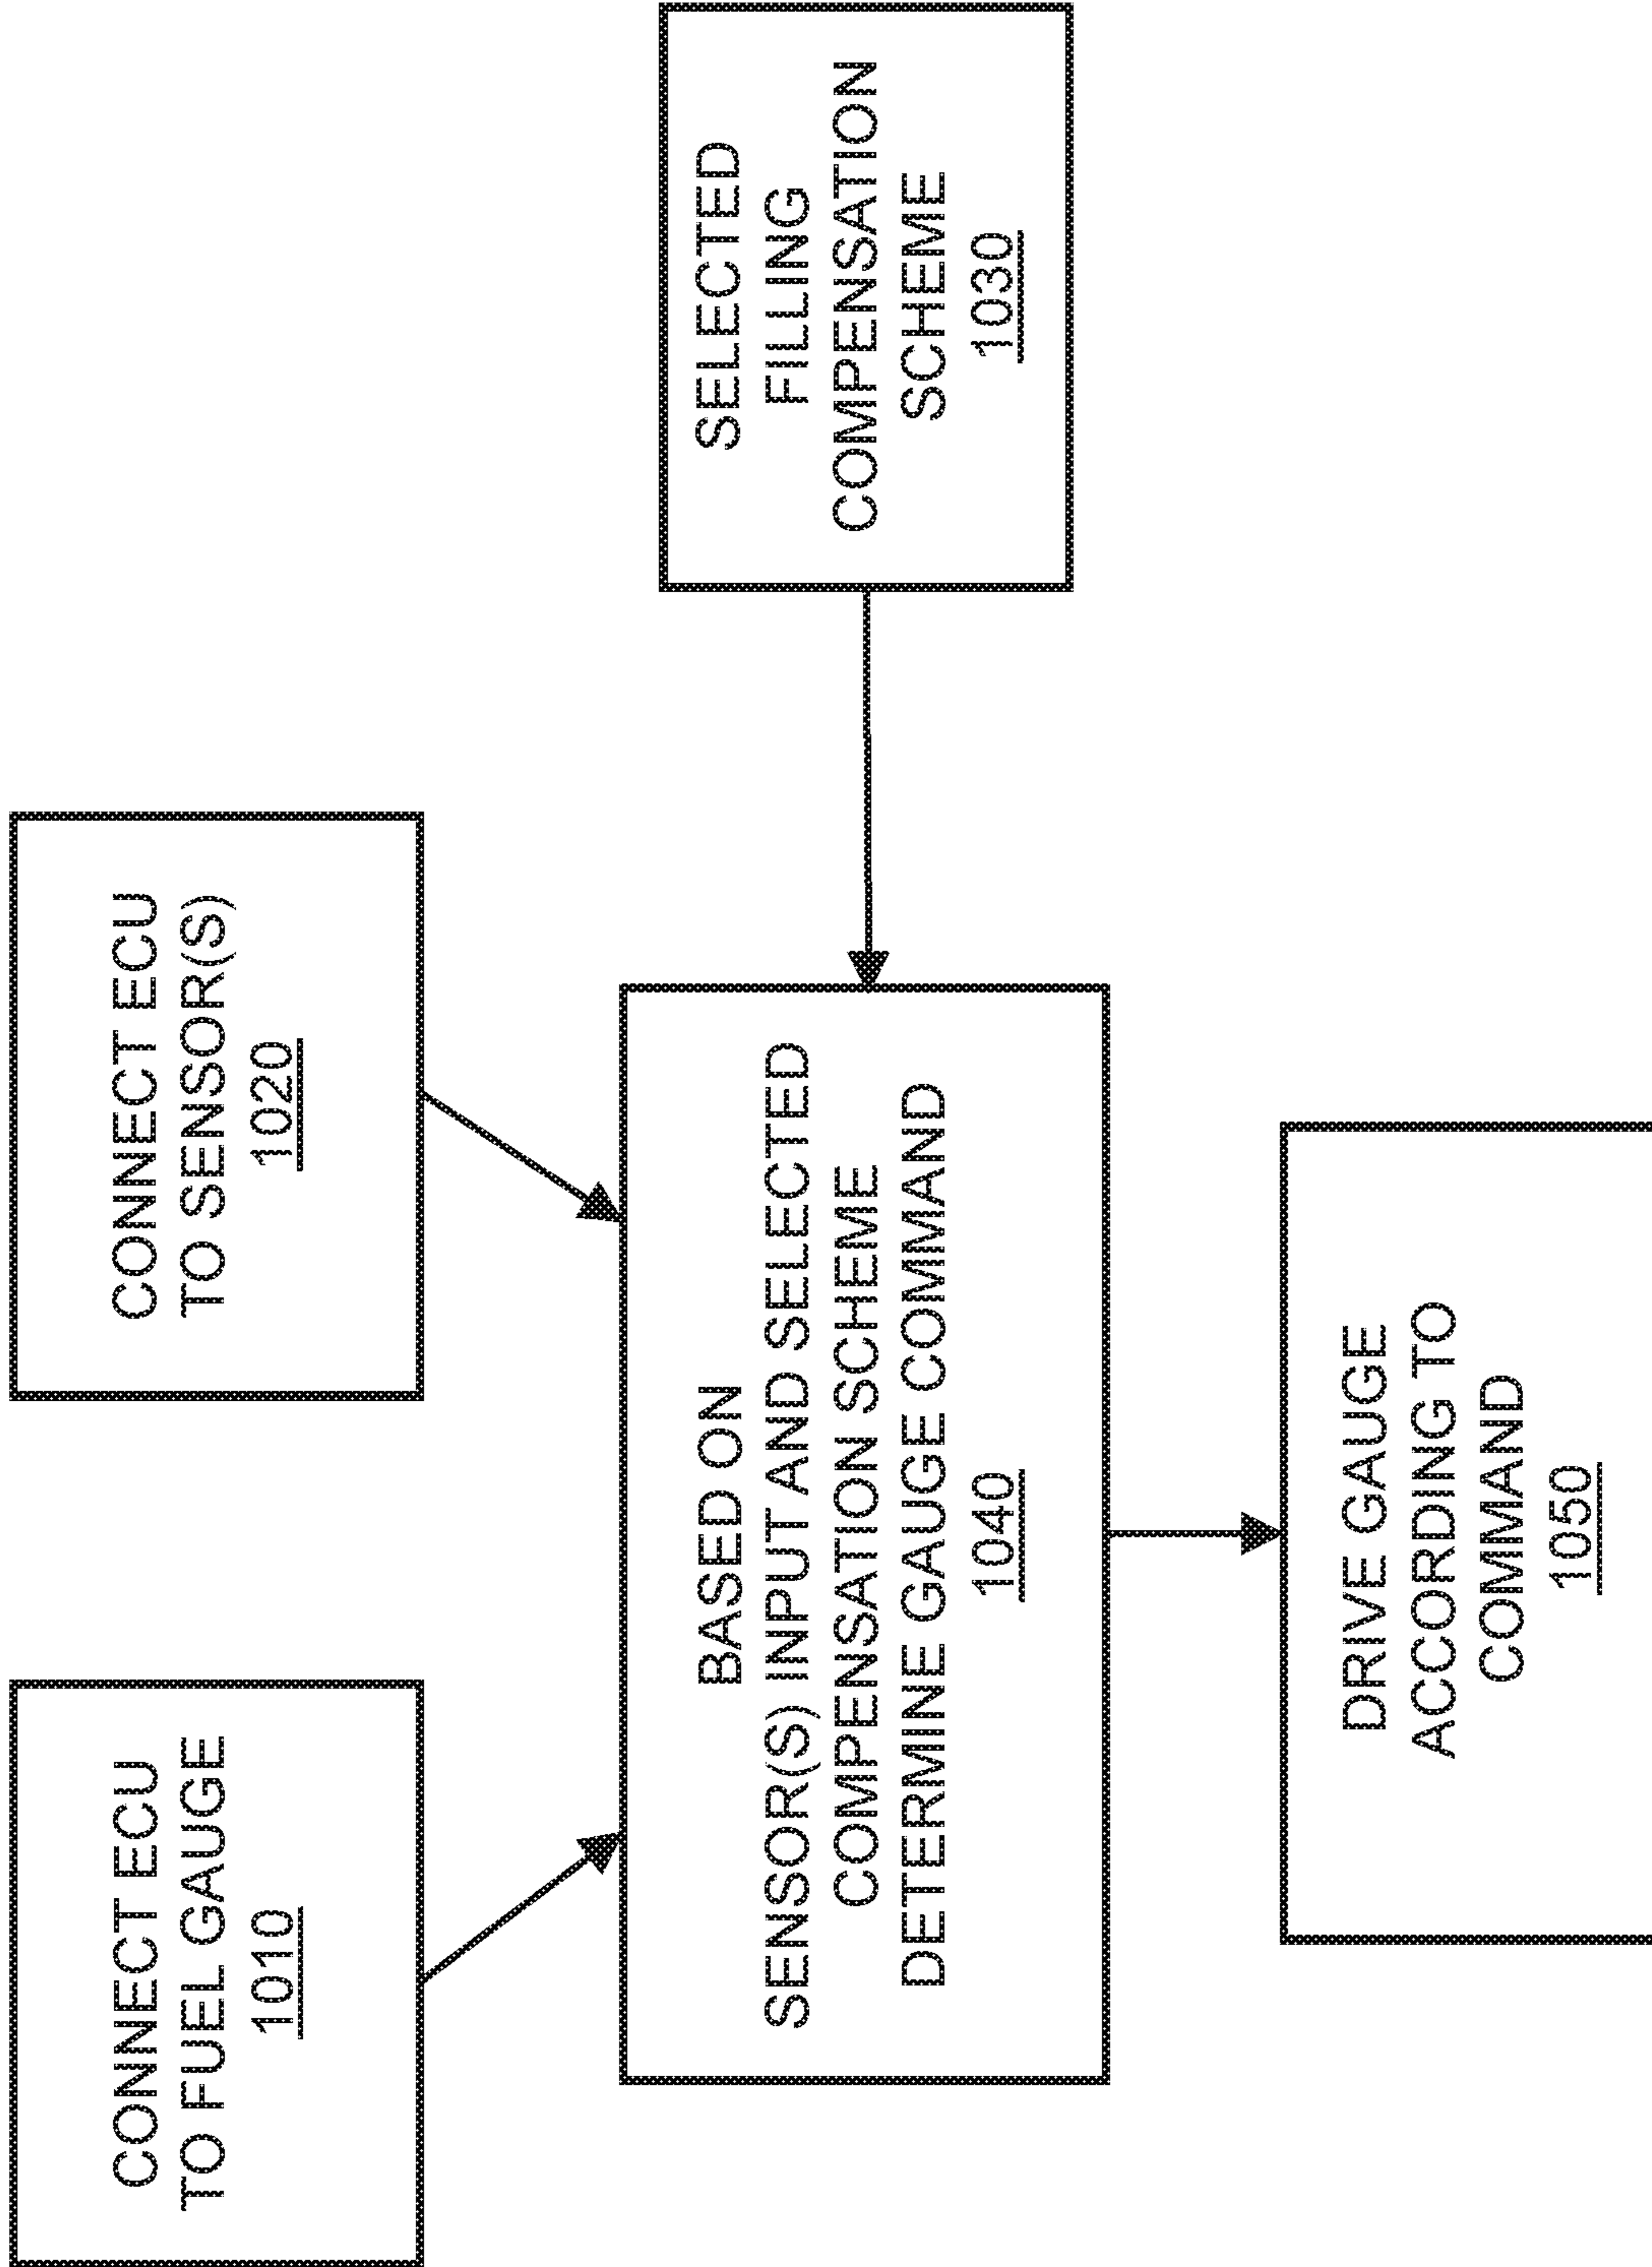 CONNECT ECU
TO FUEL GAUGE
1010
CONNECT ECU
TO SENSOR(S)
1020
SELECTED
FILLING
COMPENSATION
SCHEME
1030
BASED ON
SENSOR(S) INPUT AND SELECTED
COMPENSATION SCHEME
DETERMINE GAUGE COMMAND
1040
DRIVE GAUGE
ACCORDING TO
COMMAND
1050